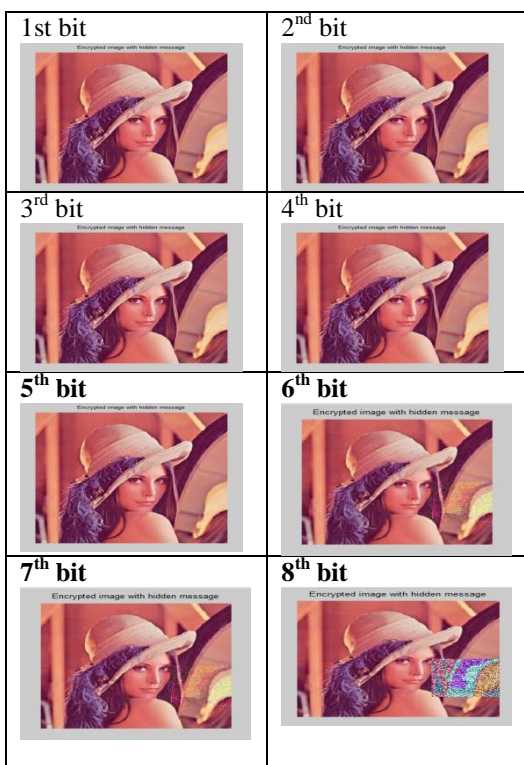 1st bit
Encrypted image with hidden message
2nd bit
Encrypted image with hidden message
3rd bit
Encrypted image with hidden message
4th bit
Encrypted image with hidden message
5th bit
Encrypted image with hidden message
6th bit
Encrypted image with hidden message
7th bit
Encrypted image with hidden message
8th bit
Encrypted image with hidden message